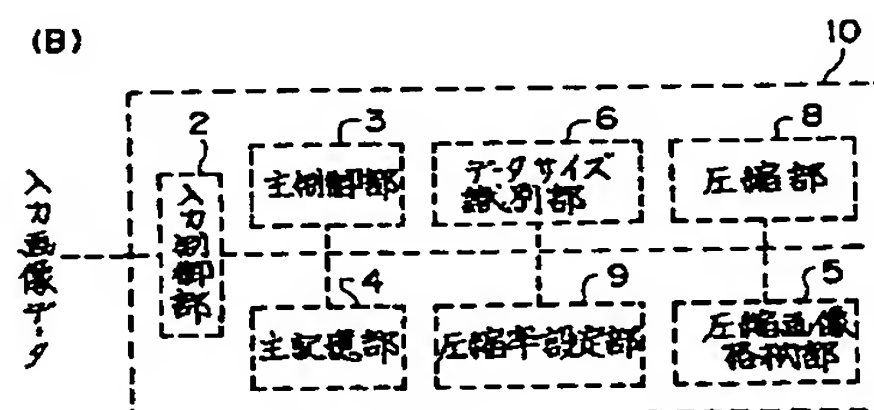 (B)
10
2
3
6
8
主制御部
データサイズ
識別部
圧縮部
入力制御部
入力画像データ
4
9
5
主記憶部
圧縮率設定部
圧縮画像
格納部